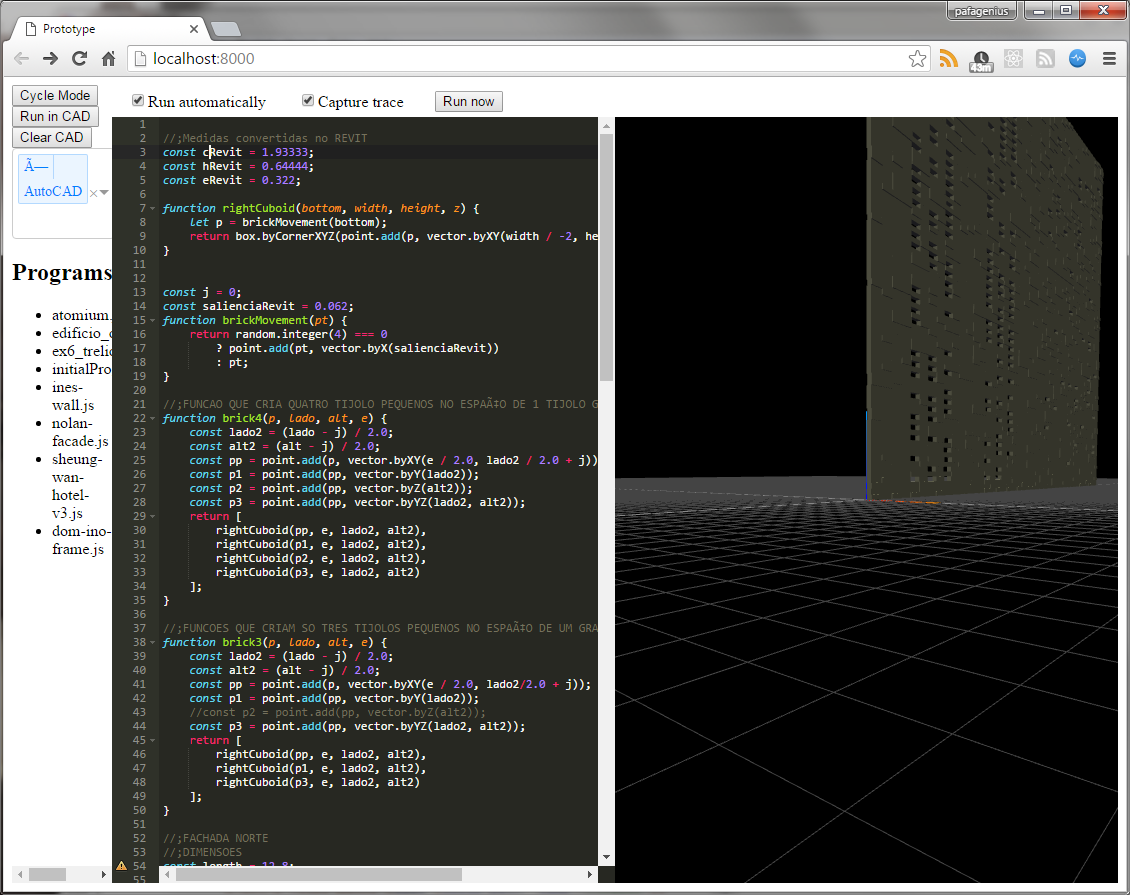 pafagenius
Prototype
localhost:8000
43m
Cycle Mode
Run in CAD
Clear CAD
Ã—
AutoCAD
×
Programs
atomium.
edificio_
ex6_trelic
initialPro
ines-
wall.js
nolan-
facade.js
sheung-
wan-
hotel-
v3.js
dom-ino-
frame.js
Run automatically
Capture trace
Run now
1
2 //;Medidas convertidas no REVIT
3 const cRevit = 1.93333;
4 const hRevit = 0.64444;
5 const eRevit = 0.322;
6
7 function rightCuboid(bottom, width, height, z) {
8 let p = brickMovement(bottom);
9 return box.byCornerXYZ(point.add(p, vector.byXY(width / -2, he
10 }
11
12
13 const j = 0;
14 const salienciaRevit = 0.062;
15 function brickMovement(pt) {
16 return random.integer(4) === 0
17 ? point.add(pt, vector.byX(salienciaRevit))
18 : pt;
19 }
20
21 //;FUNCAO QUE CRIA QUATRO TIJOLO PEQUENOS NO ESPAÃ‡O DE 1 TIJOLO G
22 function brick4(p, lado, alt, e) {
23 const lado2 = (lado - j) / 2.0;
24 const alt2 = (alt - j) / 2.0;
25 const pp = point.add(p, vector.byXY(e / 2.0, lado2 / 2.0 + j))
26 const p1 = point.add(pp, vector.byY(lado2));
27 const p2 = point.add(pp, vector.byZ(alt2));
28 const p3 = point.add(pp, vector.byYZ(lado2, alt2));
29 return [
30 rightCuboid(pp, e, lado2, alt2),
31 rightCuboid(p1, e, lado2, alt2),
32 rightCuboid(p2, e, lado2, alt2),
33 rightCuboid(p3, e, lado2, alt2)
34 ];
35 }
36
37 //;FUNCOES QUE CRIAM SO TRES TIJOLOS PEQUENOS NO ESPAÃ‡O DE UM GRA
38 function brick3(p, lado, alt, e) {
39 const lado2 = (lado - j) / 2.0;
40 const alt2 = (alt - j) / 2.0;
41 const pp = point.add(p, vector.byXY(e / 2.0, lado2/2.0 + j));
42 const p1 = point.add(pp, vector.byY(lado2));
43 //const p2 = point.add(pp, vector.byZ(alt2));
44 const p3 = point.add(pp, vector.byYZ(lado2, alt2));
45 return [
46 rightCuboid(pp, e, lado2, alt2),
47 rightCuboid(p1, e, lado2, alt2),
48 rightCuboid(p3, e, lado2, alt2)
49 ];
50 }
51
52 //;FACHADA NORTE
53 //;DIMENSOES
54 const length = 12.8;
55